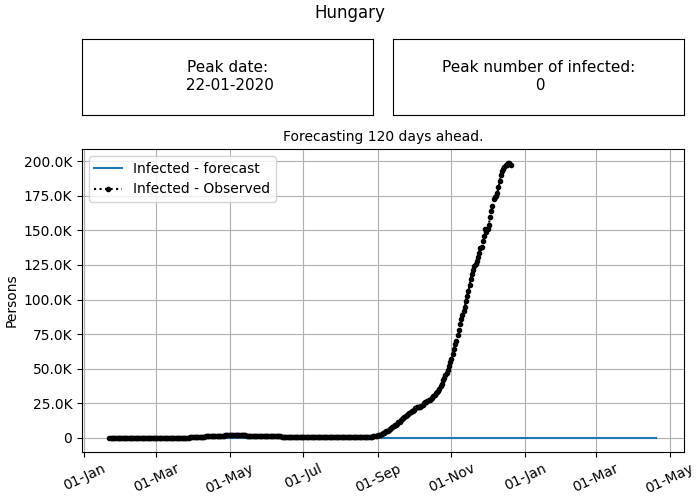 Hungary
Peak date:
22-01-2020
Peak number of infected:
0
Forecasting 120 days ahead.
Infected - forecast
Infected - Observed
Persons
200.0K
175.0K
150.0K
125.0K
100.0K
75.0K
50.0K
25.0K
0
01-Jan
01-Mar
01-May
01-Jul
01-Sep
01-Nov
01-Jan
01-Mar
01-May